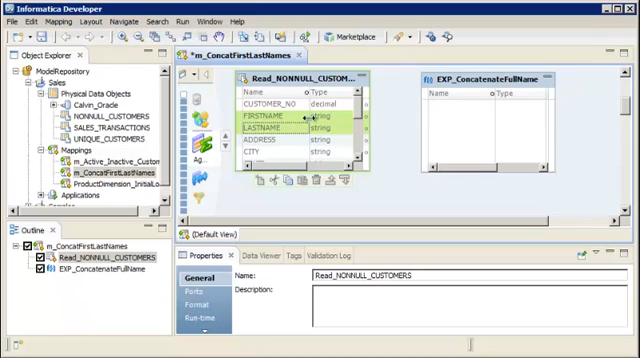 Informatica Developer
File Edit Mapping Layout Navigate Search Run Window Help
Marketplace
Object Explorer
ModelRepository
Sales
Physical Data Objects
Calvin_Orade
NONNULL_CUSTOMERS
SALES_TRANSACTIONS
UNIQUE_CUSTOMERS
Mappings
m_Active_Inactive_Custom
m_ConcatFirstLastNames
ProductDimension_InitialLo
Applications
Outline
m_ConcatFirstLastNames
Read_NONNULL_CUSTOMERS
EXP_ConcatenateFullName
*m_ConcatFirstLastNames
Ag...
Read_NONNULL_CUSTOM...
Name Type
CUSTOMER_NO decimal
FIRSTNAME string
LASTNAME string
ADDRESS string
CITY string
EXP_ConcatenateFullName
Name Type
(Default View)
Properties Data Viewer Tags Validation Log
General
Ports
Format
Run-time
Name: Read_NONNULL_CUSTOMERS
Description: